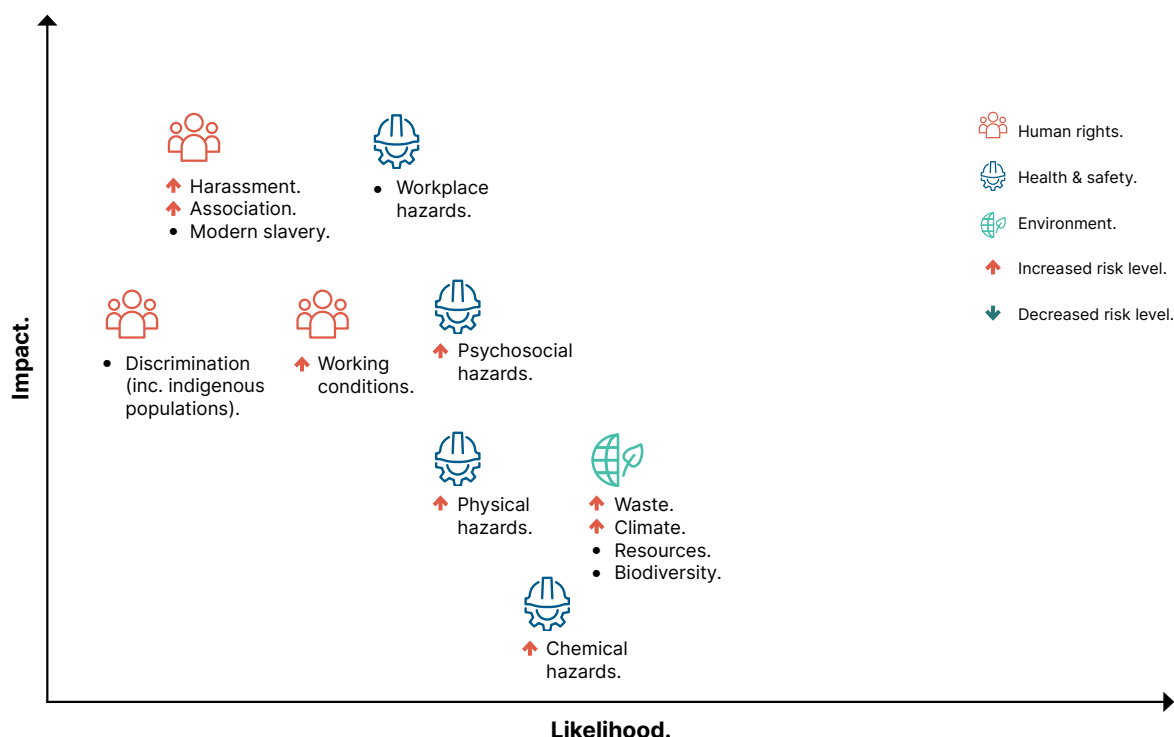 Impact.
Harassment.
Association.
• Modern slavery.
• Workplace
hazards.
• Discrimination
(inc. indigenous
populations).
Working
conditions.
Psychosocial
hazards.
Physical
hazards.
Waste.
Climate.
• Resources.
• Biodiversity.
Chemical
hazards.
Likelihood.
Human rights.
Health & safety.
Environment.
Increased risk level.
Decreased risk level.